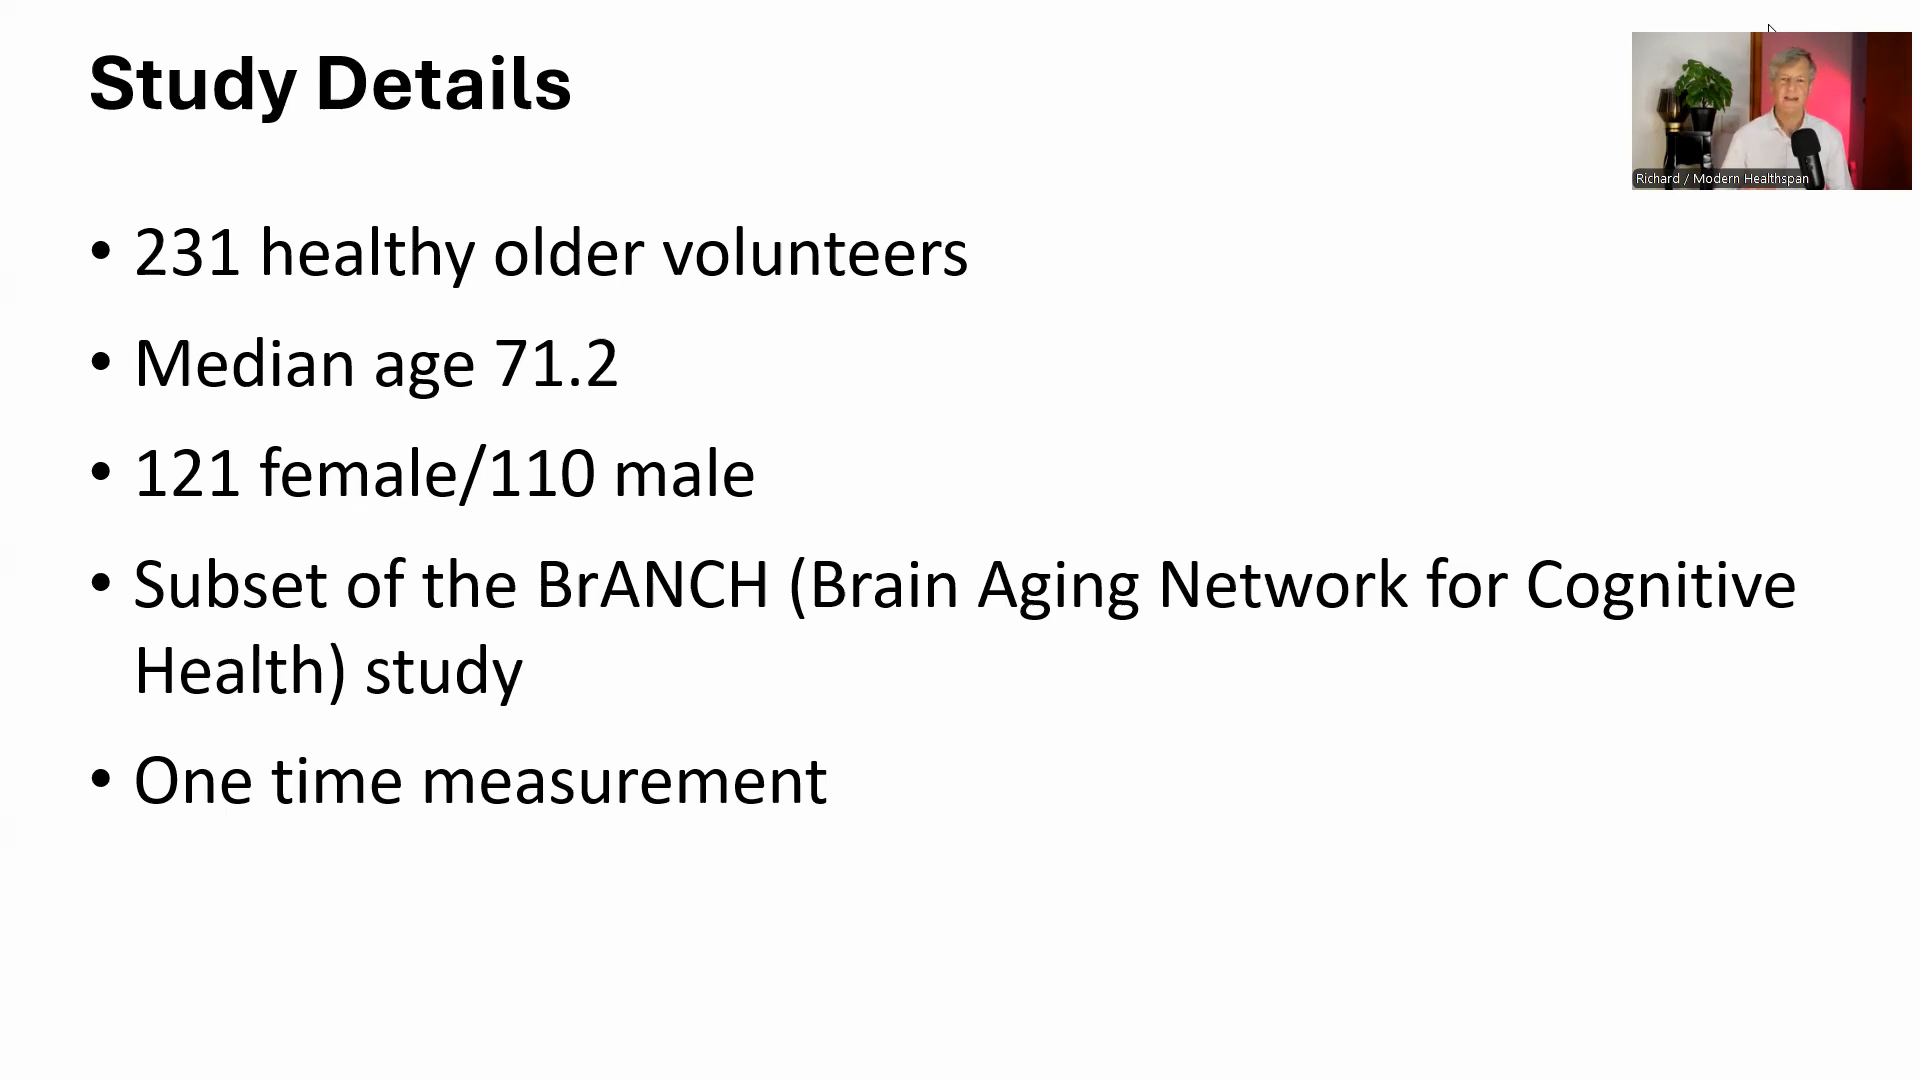 Study Details
Richard / Modern Healthspan
• 231 healthy older volunteers
• Median age 71.2
• 121 female/110 male
• Subset of the BrANCH (Brain Aging Network for Cognitive
Health) study
• One time measurement